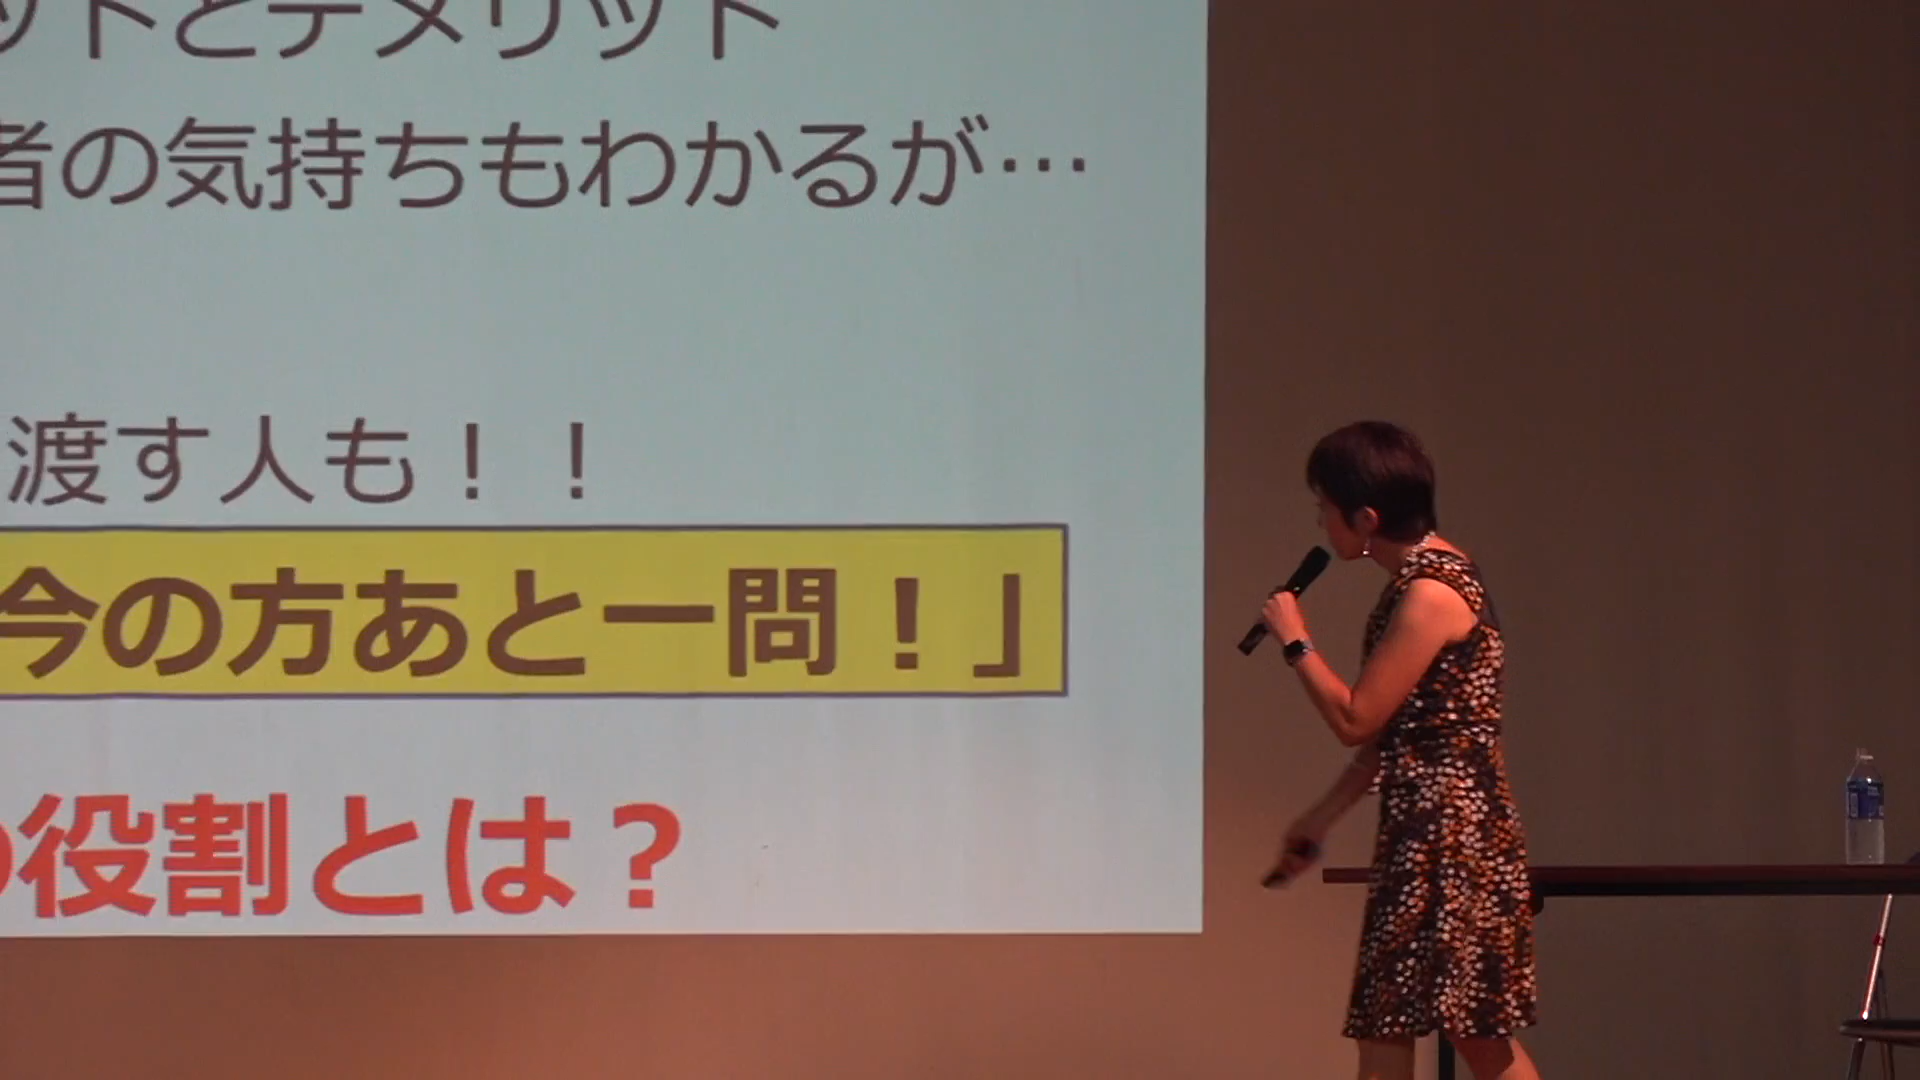 ットとデメリット
者の気持ちもわかるが…
渡す人も！！
今の方あと一問！」
の役割とは？